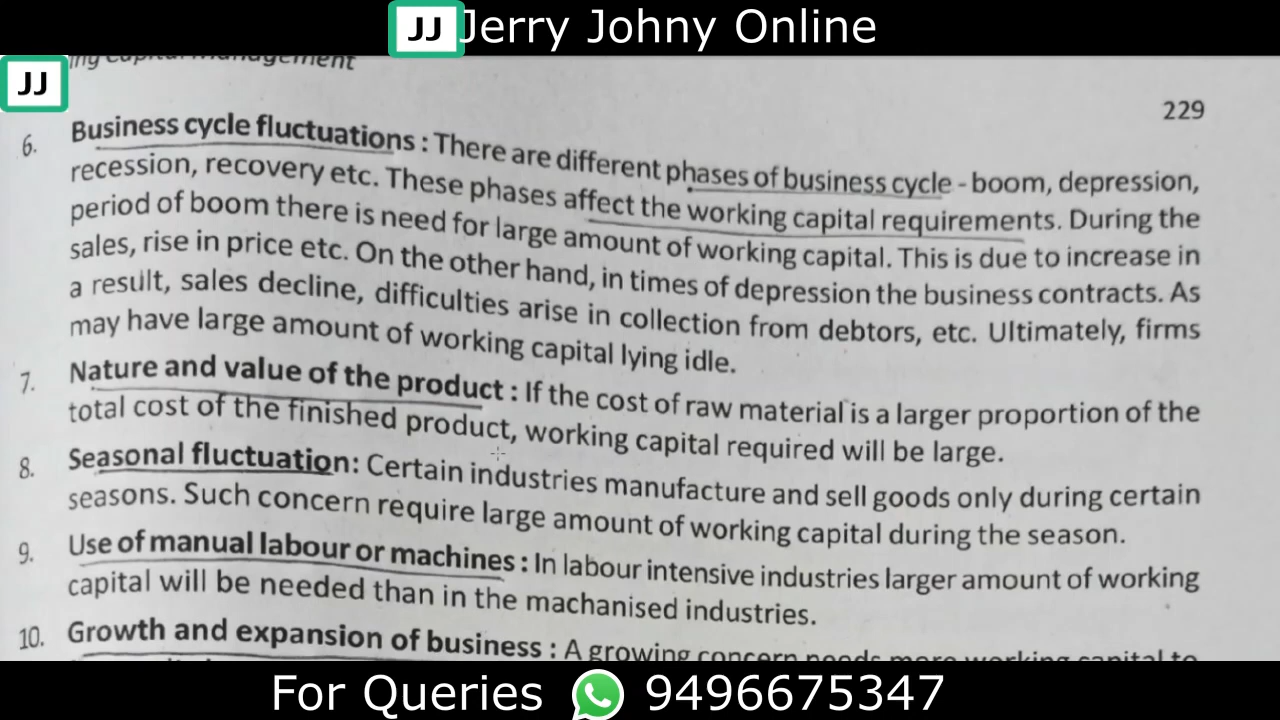 JJ Jerry Johny Online
JJ
ing Capital Management
229
6. Business cycle fluctuations : There are different phases of business cycle - boom, depression,
recession, recovery etc. These phases affect the working capital requirements. During the
period of boom there is need for large amount of working capital. This is due to increase in
sales, rise in price etc. On the other hand, in times of depression the business contracts. As
a result, sales decline, difficulties arise in collection from debtors, etc. Ultimately, firms
may have large amount of working capital lying idle.
7. Nature and value of the product : If the cost of raw material is a larger proportion of the
total cost of the finished product, working capital required will be large.
8. Seasonal fluctuation: Certain industries manufacture and sell goods only during certain
seasons. Such concern require large amount of working capital during the season.
9. Use of manual labour or machines : In labour intensive industries larger amount of working
capital will be needed than in the machanised industries.
10. Growth and expansion of business : A growing concern needs more working capital to
For Queries 9496675347